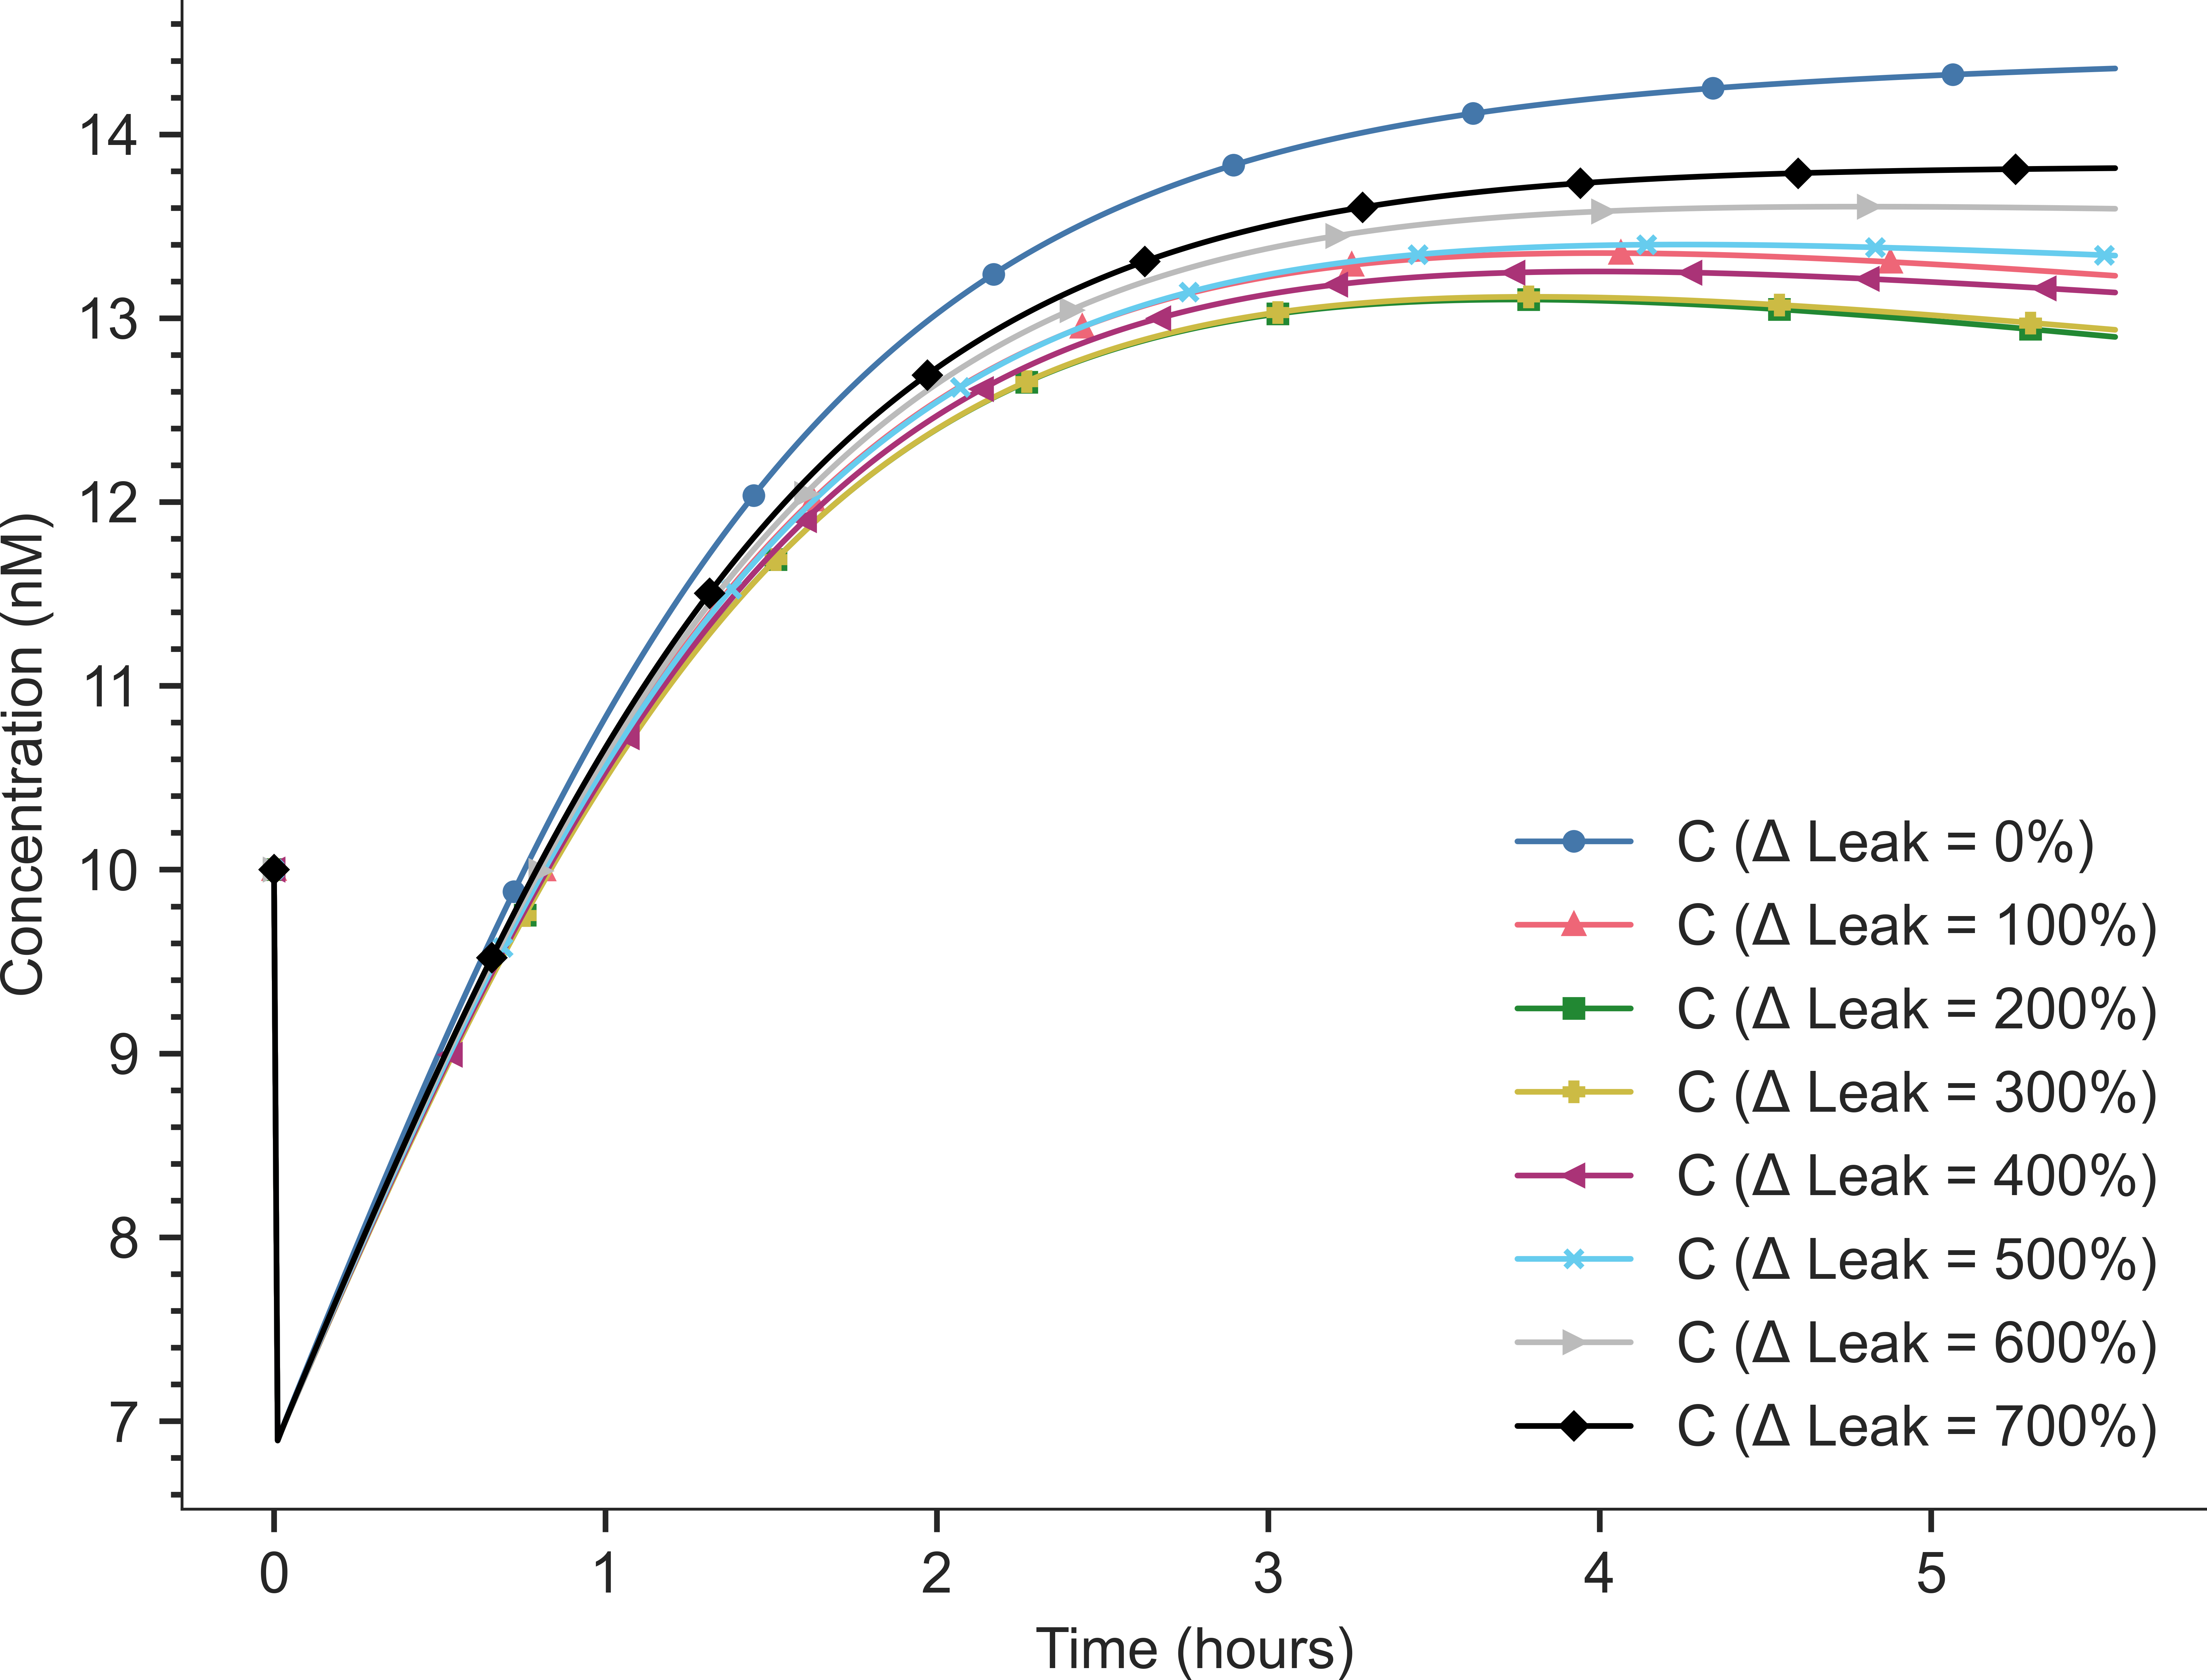 Concentration (nM)
14
13
12
11
10
9
8
7
C (Δ Leak = 0%)
C (Δ Leak = 100%)
C (Δ Leak = 200%)
C (Δ Leak = 300%)
C (Δ Leak = 400%)
C (Δ Leak = 500%)
C (Δ Leak = 600%)
C (Δ Leak = 700%)
0 1 2 3 4 5
Time (hours)